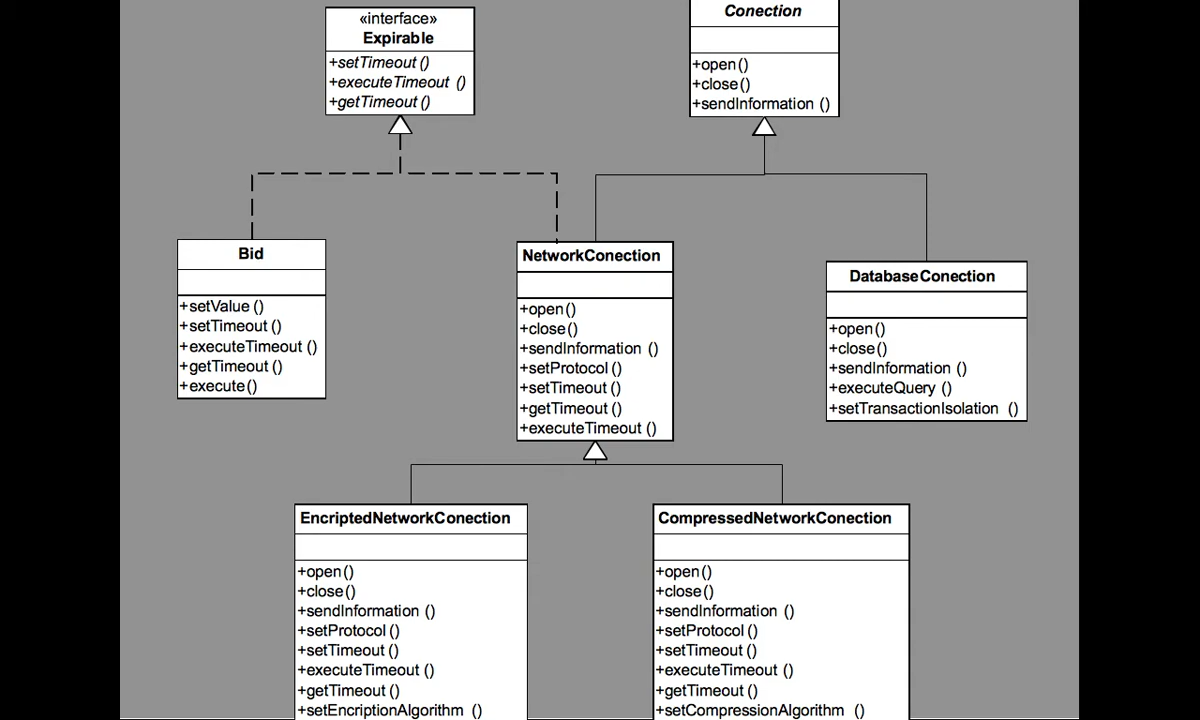 «interface»
Expirable
+setTimeout ()
+executeTimeout ()
+getTimeout ()
Conection
+open ()
+close ()
+sendInformation ()
Bid
+setValue ()
+setTimeout ()
+executeTimeout ()
+getTimeout ()
+execute ()
NetworkConection
+open ()
+close ()
+sendInformation ()
+setProtocol ()
+setTimeout ()
+getTimeout ()
+executeTimeout ()
DatabaseConection
+open ()
+close ()
+sendInformation ()
+executeQuery ()
+setTransactionIsolation ()
EncriptedNetworkConection
+open ()
+close ()
+sendInformation ()
+setProtocol ()
+setTimeout ()
+executeTimeout ()
+getTimeout ()
+setEncriptionAlgorithm ()
CompressedNetworkConection
+open ()
+close ()
+sendInformation ()
+setProtocol ()
+setTimeout ()
+executeTimeout ()
+getTimeout ()
+setCompressionAlgorithm ()